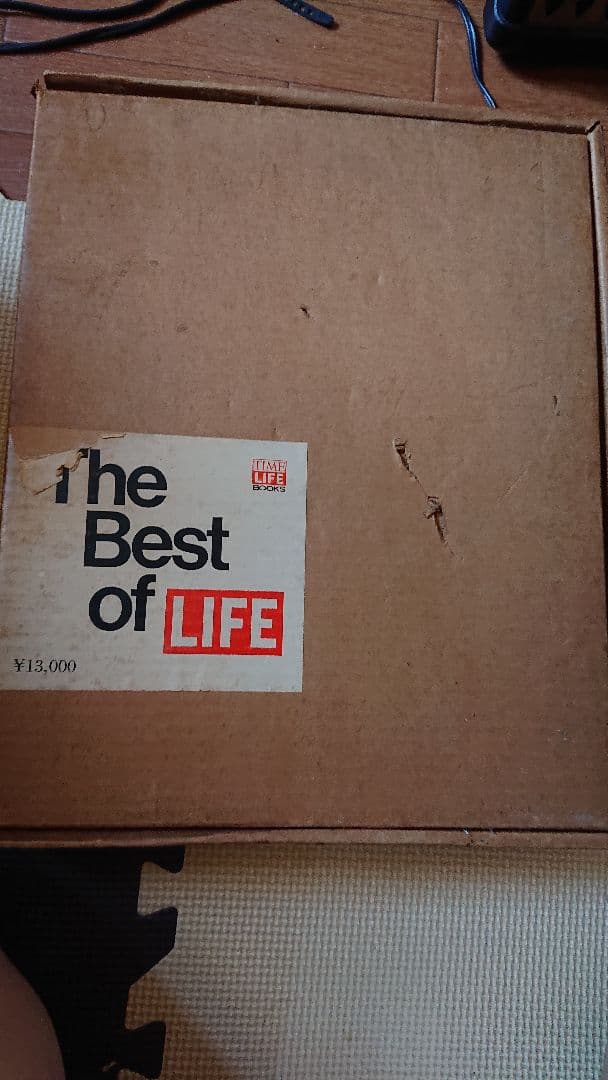 The
Best
of LIFE
TIME
LIFE
BOOKS
¥13,000